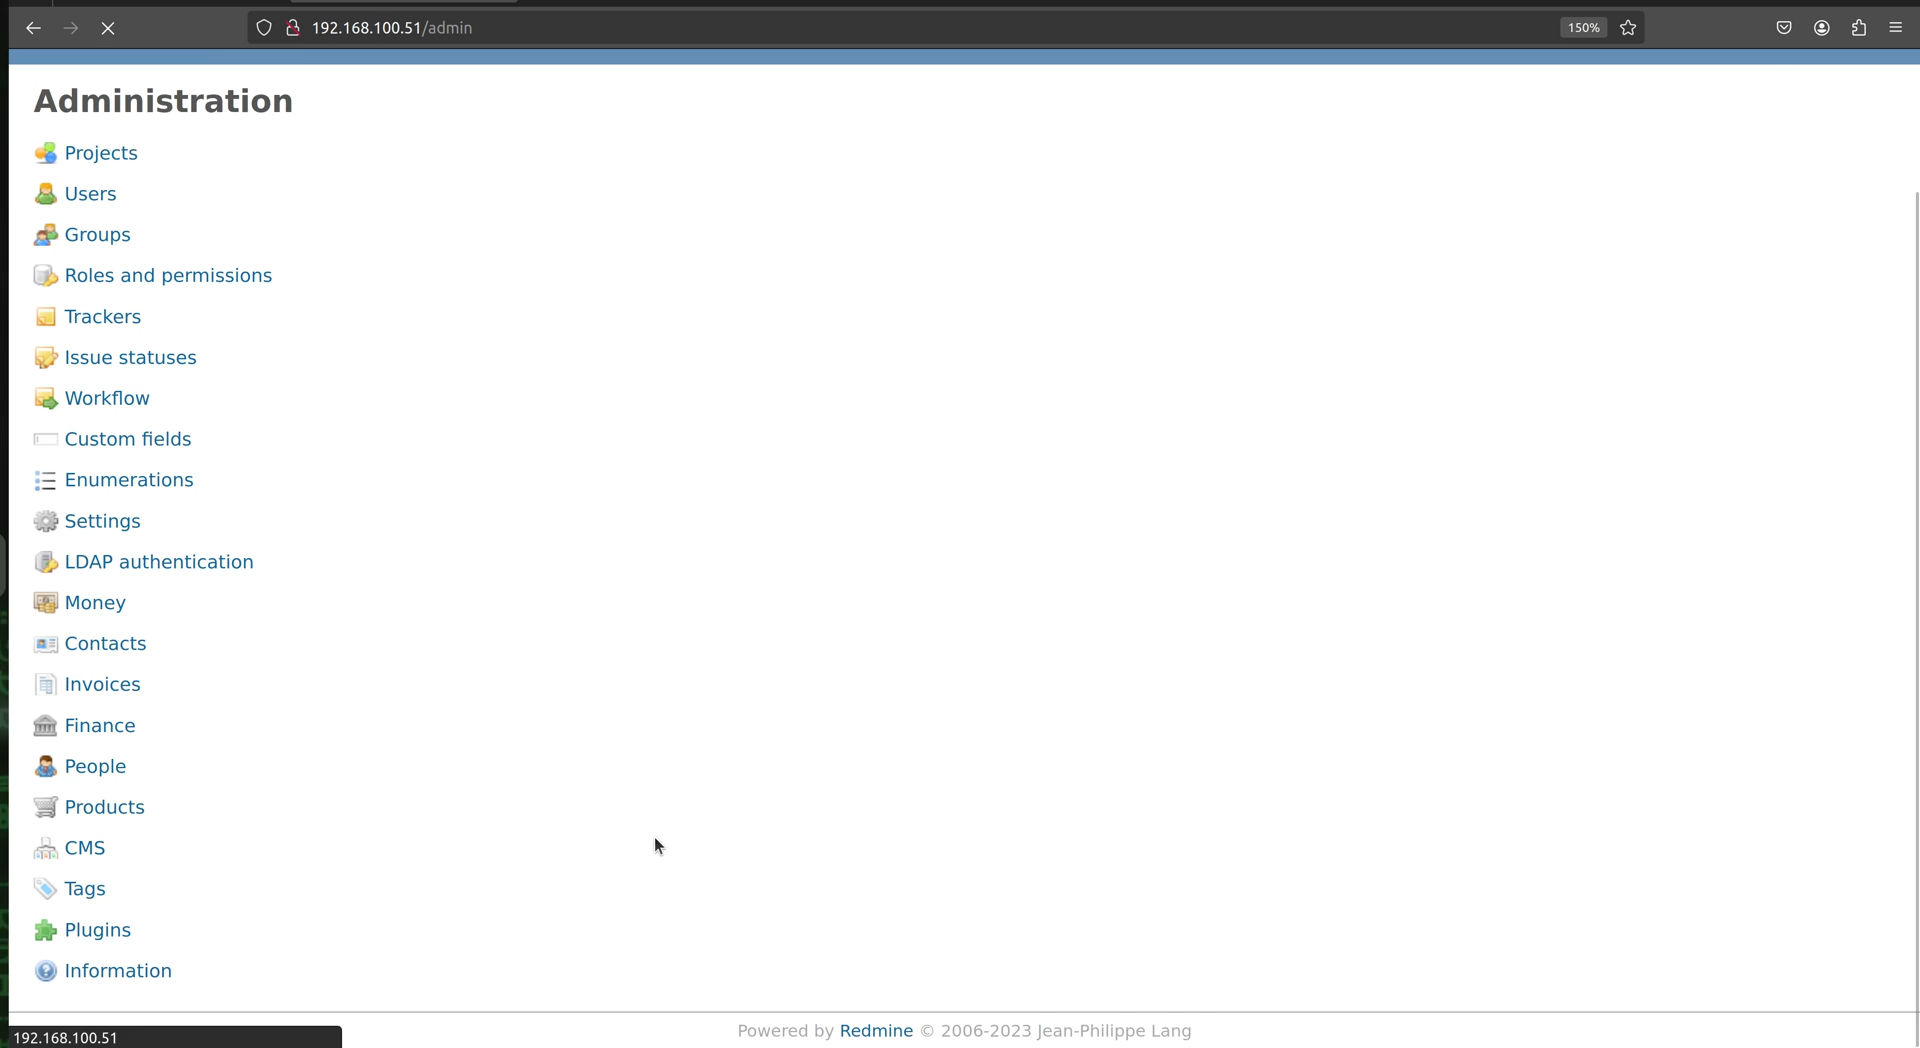 192.168.100.51/admin
150%
Administration
Projects
Users
Groups
Roles and permissions
Trackers
Issue statuses
Workflow
Custom fields
Enumerations
Settings
LDAP authentication
Money
Contacts
Invoices
Finance
People
Products
CMS
Tags
Plugins
Information
Powered by Redmine © 2006-2023 Jean-Philippe Lang
192.168.100.51